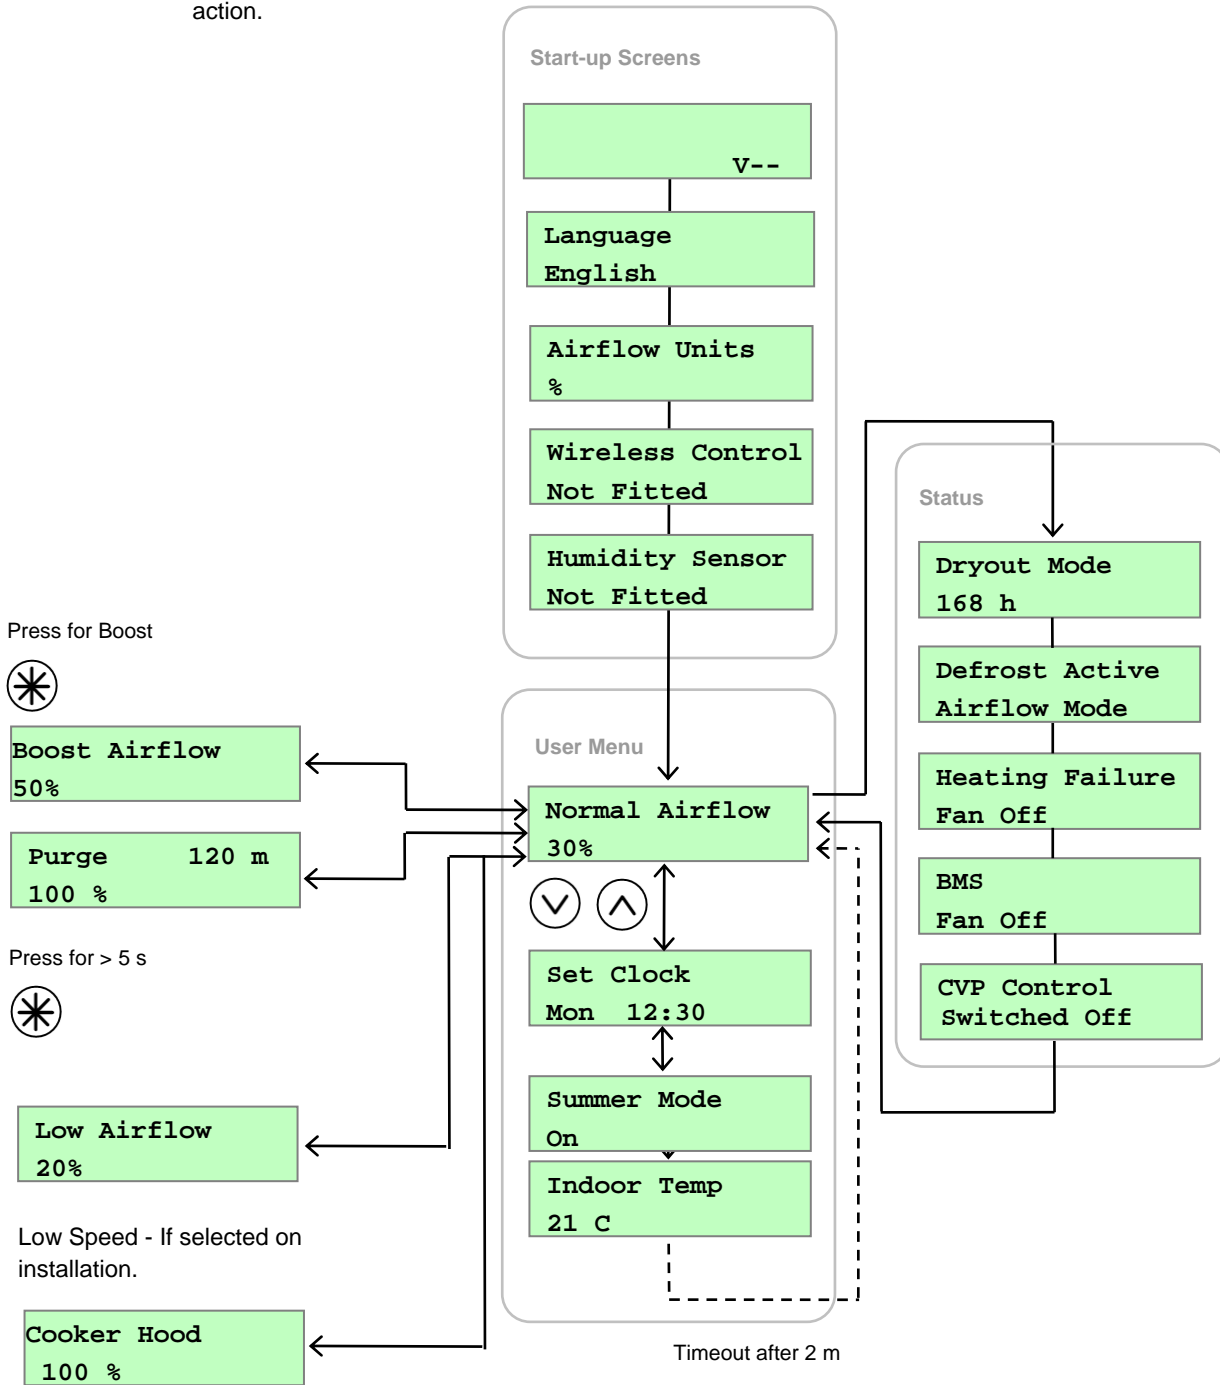 action.
Start-up Screens
V--
Language
English
Airflow Units
%
Wireless Control
Not Fitted
Humidity Sensor
Not Fitted
Status
Dryout Mode
168 h
Defrost Active
Airflow Mode
Heating Failure
Fan Off
BMS
Fan Off
CVP Control
Switched Off
Press for Boost
Boost Airflow
50%
Purge 120 m
100 %
Press for > 5 s
Low Airflow
20%
Low Speed - If selected on
installation.
Cooker Hood
100 %
User Menu
Normal Airflow
30%
Set Clock
Mon 12:30
Summer Mode
On
Indoor Temp
21 C
Timeout after 2 m